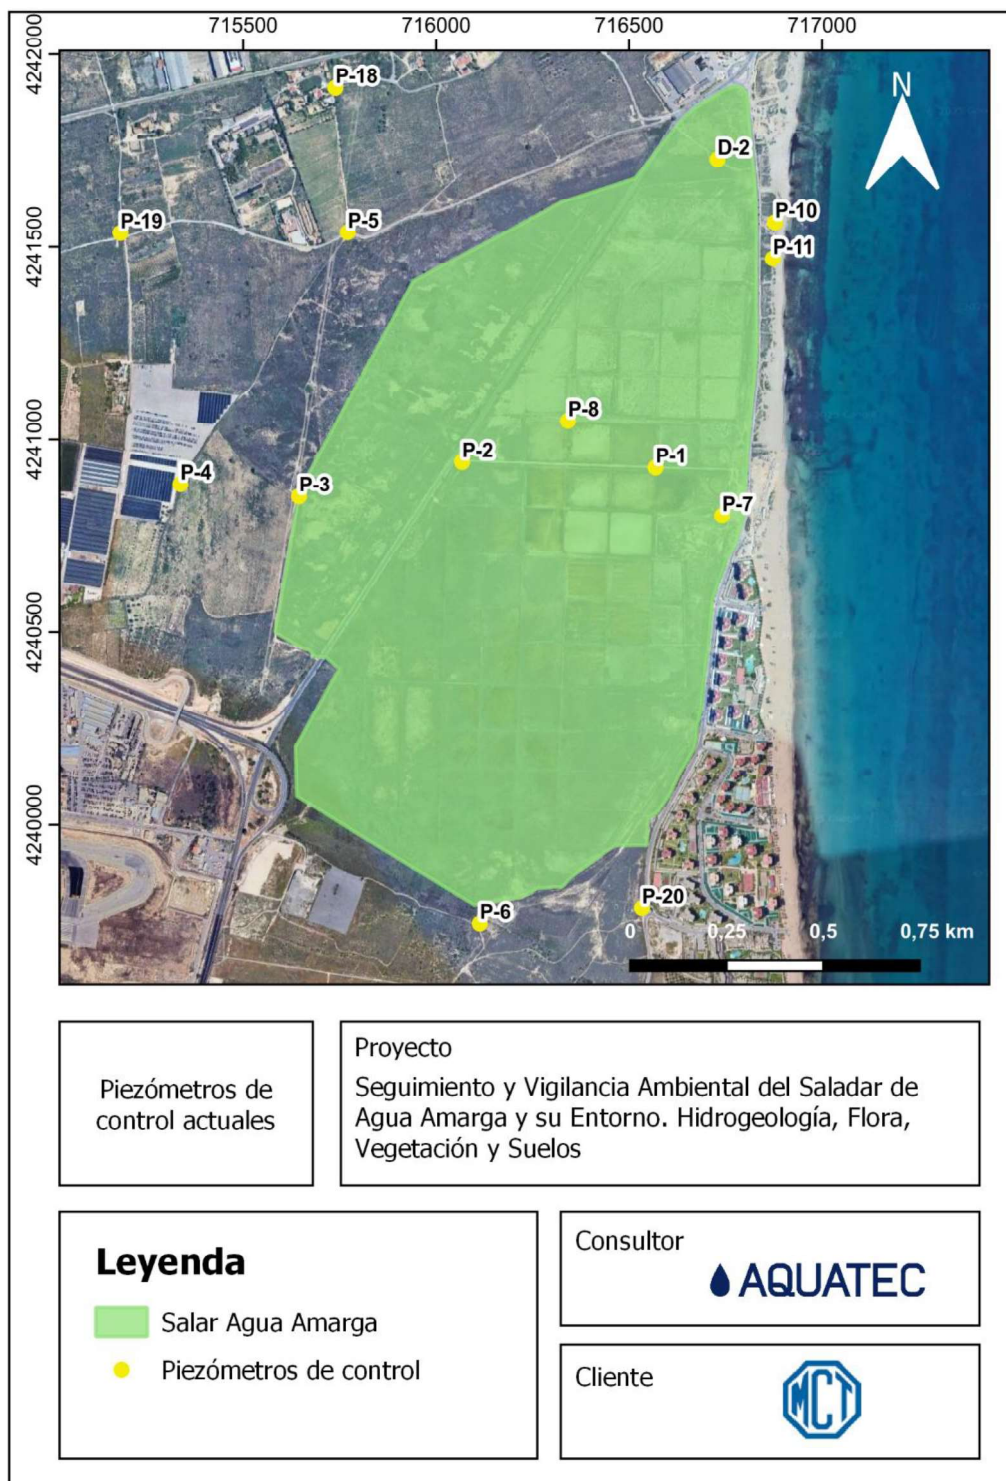 715500
716000
716500
717000
4242000
4241500
4241000
4240500
4240000
N
P-18
D-2
P-19
P-5
P-10
P-11
P-8
P-2
P-1
P-4
P-3
P-7
P-6
P-20
0
0,25
0,5
0,75 km
Piezómetros de
control actuales
Proyecto
Seguimiento y Vigilancia Ambiental del Saladar de
Agua Amarga y su Entorno. Hidrogeología, Flora,
Vegetación y Suelos
Leyenda
Salar Agua Amarga
Piezómetros de control
Consultor
AQUATEC
Cliente
MCT